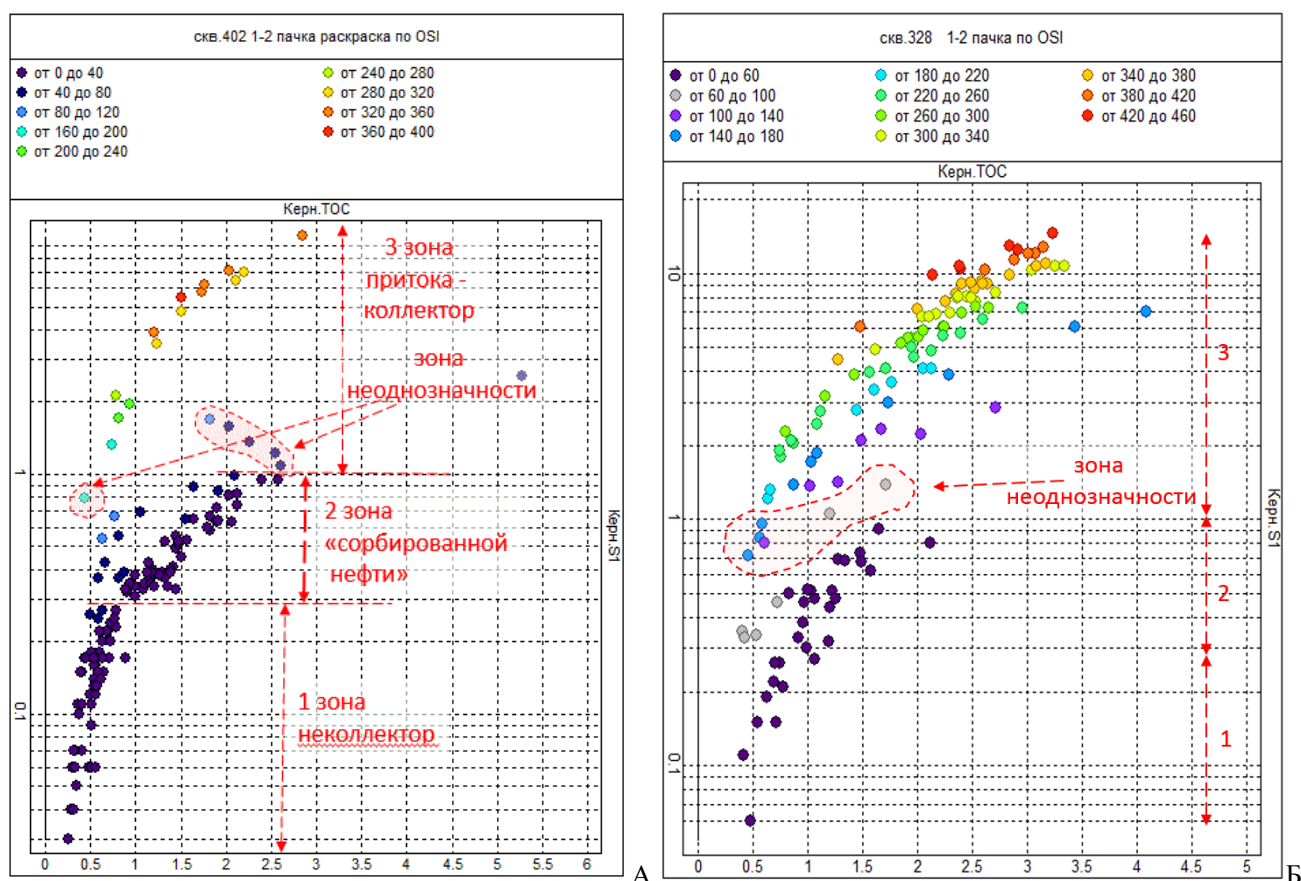 скв.402 1-2 пачка раскраска по OSI
от 0 до 40
от 40 до 80
от 80 до 120
от 160 до 200
от 200 до 240
от 240 до 280
от 280 до 320
от 320 до 360
от 360 до 400
Керн.TOC
3 зона
притока -
коллектор
зона
неоднозначности
1
2 зона
«сорбированной
нефти»
Керн.S1
1 зона
неколлектор
0.1
0 0.5 1 1.5 2 2.5 3 3.5 4 4.5 5 5.5 6
А
скв.328 1-2 пачка по OSI
от 0 до 60
от 60 до 100
от 100 до 140
от 140 до 180
от 180 до 220
от 220 до 260
от 260 до 300
от 300 до 340
от 340 до 380
от 380 до 420
от 420 до 460
Керн.TOC
10
3
зона
неоднозначности
1
Керн.S1
2
1
0.1
0 0.5 1 1.5 2 2.5 3 3.5 4 4.5 5
Б